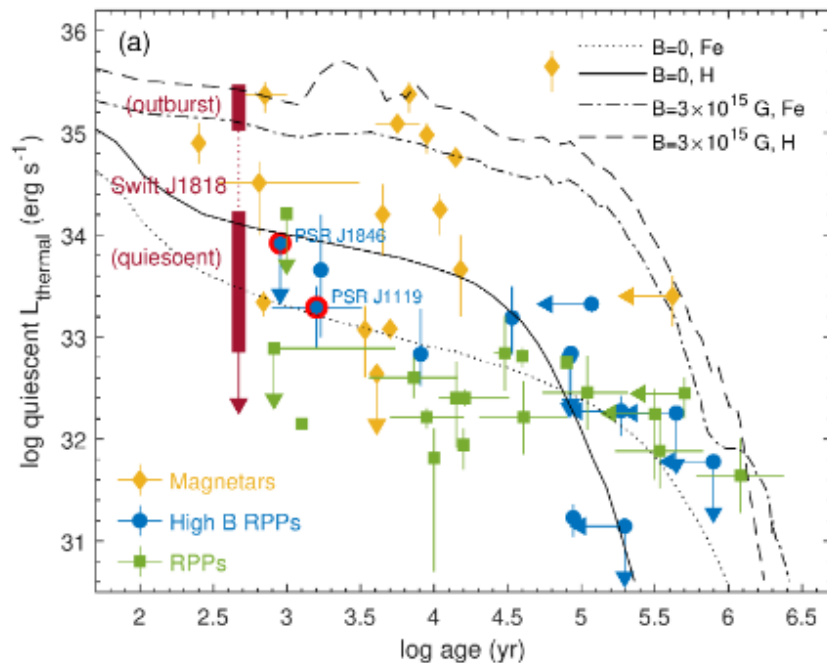 (a)
B=0, Fe
B=0, H
B=3×10¹⁵ G, Fe
B=3×10¹⁵ G, H
(outburst)
Swift J1818
(quiescent)
PSR J1846
PSR J1119
Magnetars
High B RPPs
RPPs
log quiescent L_thermal (erg s⁻¹)
36
35
34
33
32
31
2 2.5 3 3.5 4 4.5 5 5.5 6 6.5
log age (yr)